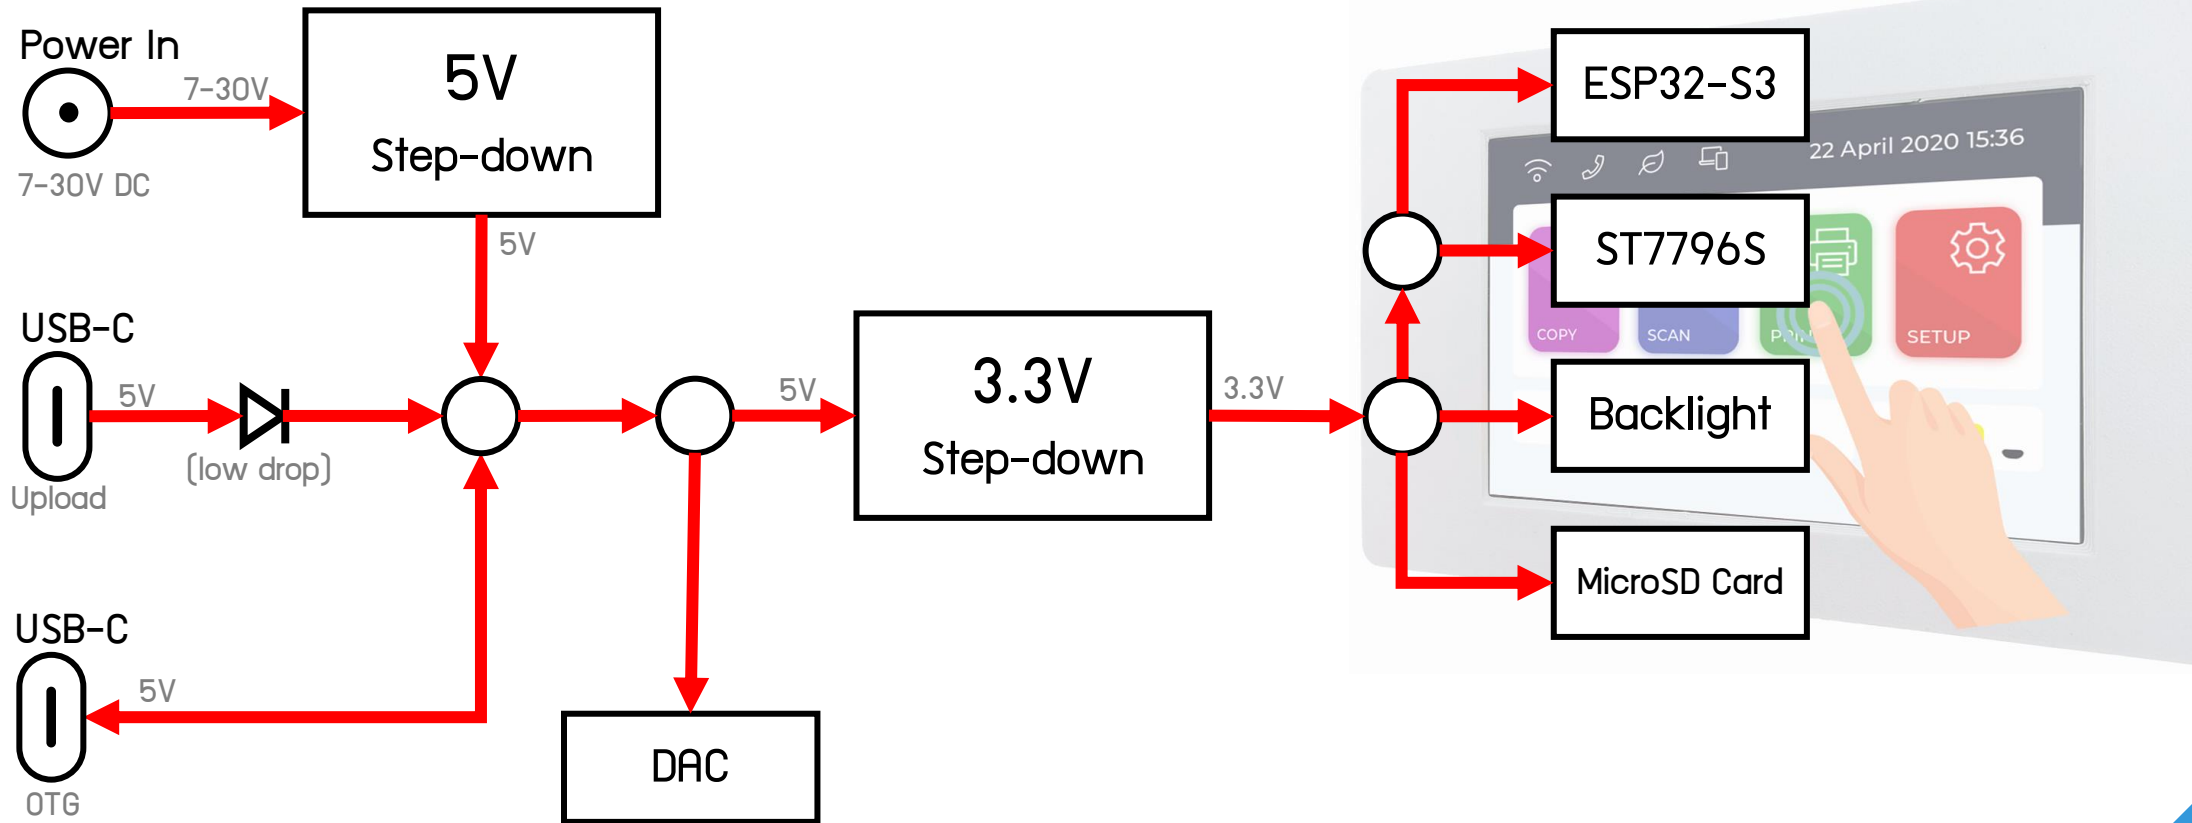 Power In
7-30V
7-30V DC
5V
Step-down
5V
USB-C
5V
(low drop)
Upload
USB-C
5V
OTG
DAC
5V
3.3V
Step-down
3.3V
ESP32-S3
22 April 2020 15:36
ST7796S
COPY
SCAN
SETUP
Backlight
MicroSD Card